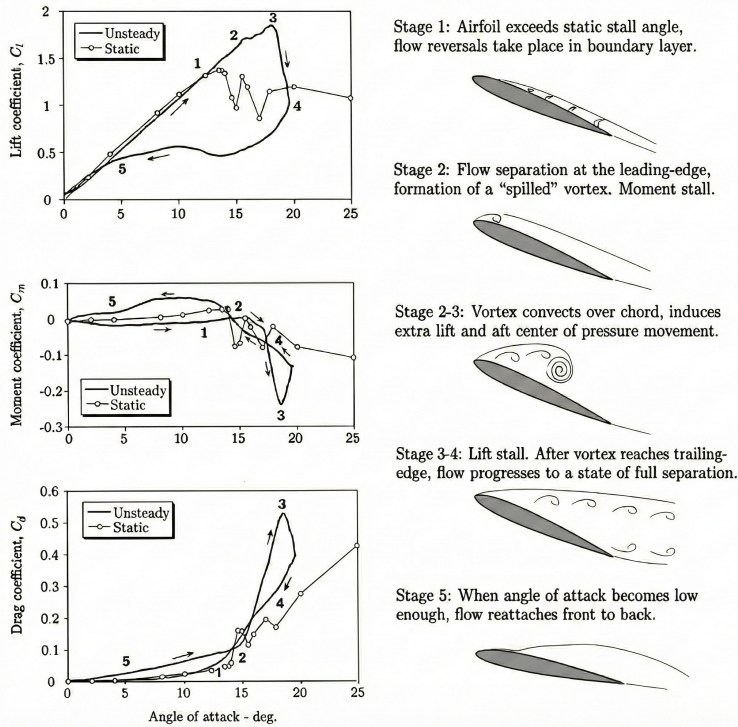 2
1.5
1
0.5
0
Lift coefficient, Cl
Unsteady
Static
1
2
3
4
5
0
5
10
15
20
25
Stage 1: Airfoil exceeds static stall angle,
flow reversals take place in boundary layer.
Stage 2: Flow separation at the leading-edge,
formation of a “spilled” vortex. Moment stall.
0.1
0
-0.1
-0.2
-0.3
Moment coefficient, Cm
Unsteady
Static
5
1
2
4
3
0
5
10
15
20
25
Stage 2-3: Vortex convects over chord, induces
extra lift and aft center of pressure movement.
Stage 3-4: Lift stall. After vortex reaches trailing-
edge, flow progresses to a state of full separation.
0.6
0.5
0.4
0.3
0.2
0.1
0
Drag coefficient, Cd
Unsteady
Static
3
4
5
1
2
0
5
10
15
20
25
Angle of attack - deg.
Stage 5: When angle of attack becomes low
enough, flow reattaches front to back.